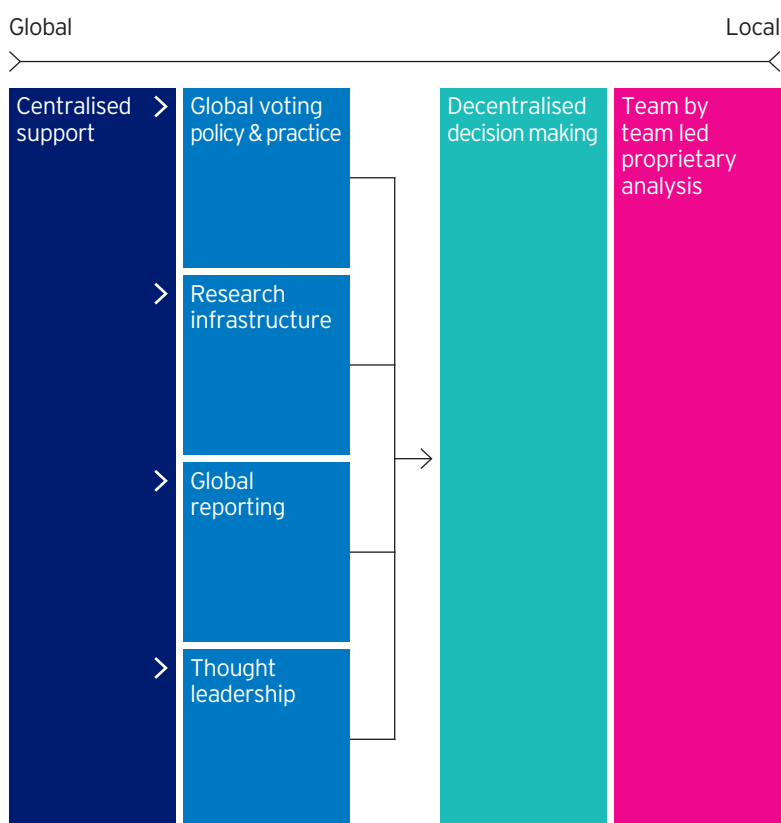 Global
Local
Centralised
support
Global voting
policy & practice
Research
infrastructure
Global
reporting
Thought
leadership
Decentralised
decision making
Team by
team led
proprietary
analysis